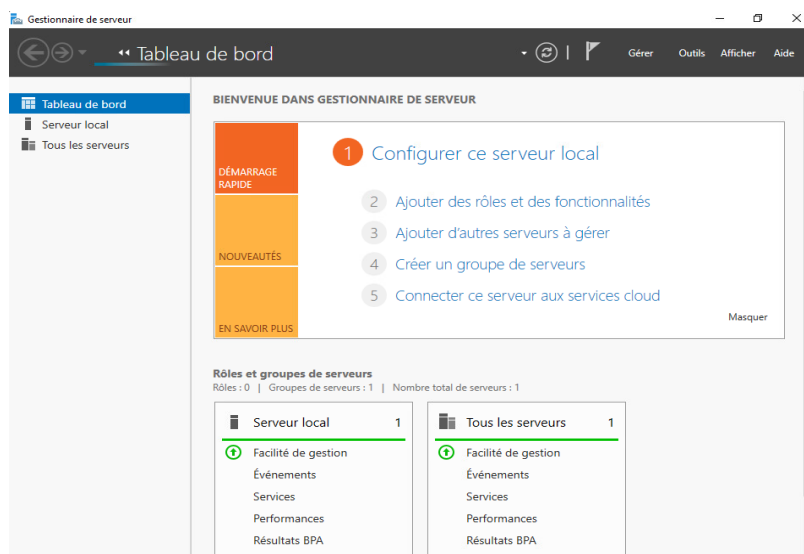 Gestionnaire de serveur
Tableau de bord
Gérer Outils Afficher Aide
Tableau de bord
Serveur local
Tous les serveurs
BIENVENUE DANS GESTIONNAIRE DE SERVEUR
DÉMARRAGE
RAPIDE
NOUVEAUTÉS
EN SAVOIR PLUS
1 Configurer ce serveur local
2 Ajouter des rôles et des fonctionnalités
3 Ajouter d'autres serveurs à gérer
4 Créer un groupe de serveurs
5 Connecter ce serveur aux services cloud
Masquer
Rôles et groupes de serveurs
Rôles : 0 | Groupes de serveurs : 1 | Nombre total de serveurs : 1
Serveur local 1
Facilité de gestion
Événements
Services
Performances
Résultats BPA
Tous les serveurs 1
Facilité de gestion
Événements
Services
Performances
Résultats BPA